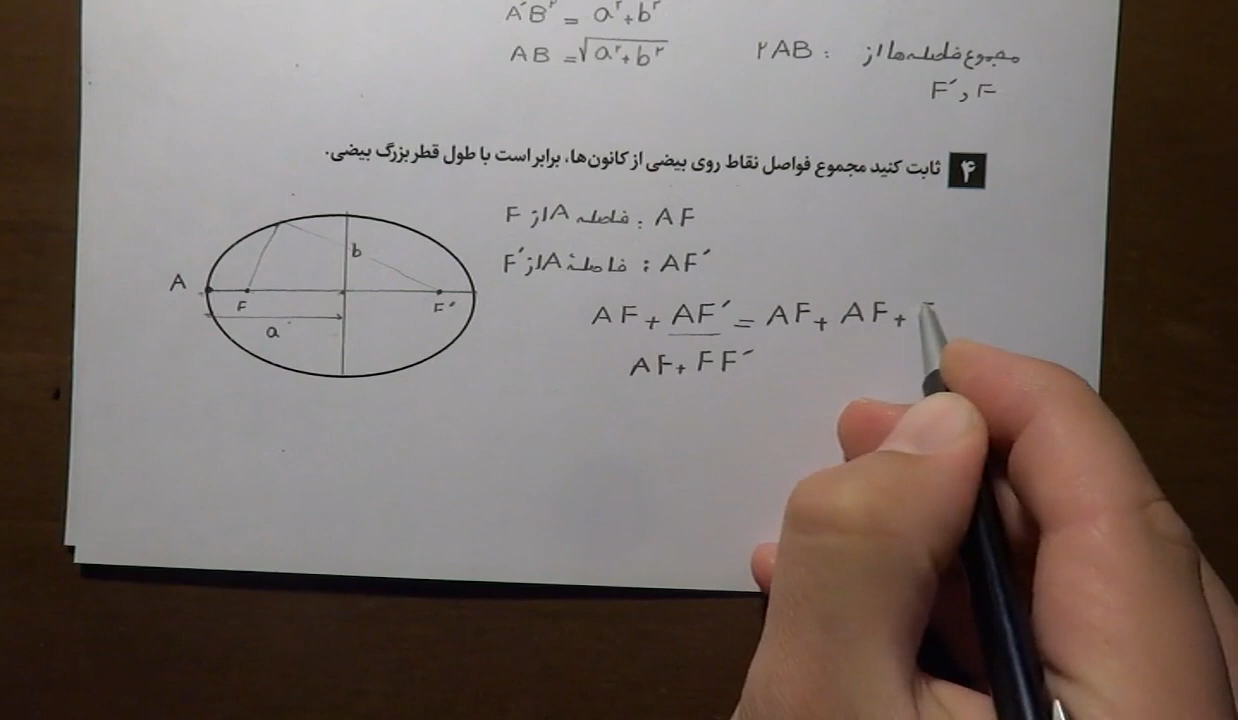 A´B´² = a²+b²
AB = √a²+b²
مجموع فاصله‌ها از : ۲AB
F´ و F
۴ ثابت کنید مجموع فواصل نقاط روی بیضی از کانون‌ها، برابر است با طول قطر بزرگ بیضی.
فاصله A از F : AF
فاصلهٔ A از F´ : AF´
AF + AF´ = AF + AF +
AF + FF´
A
F
F´
a
b